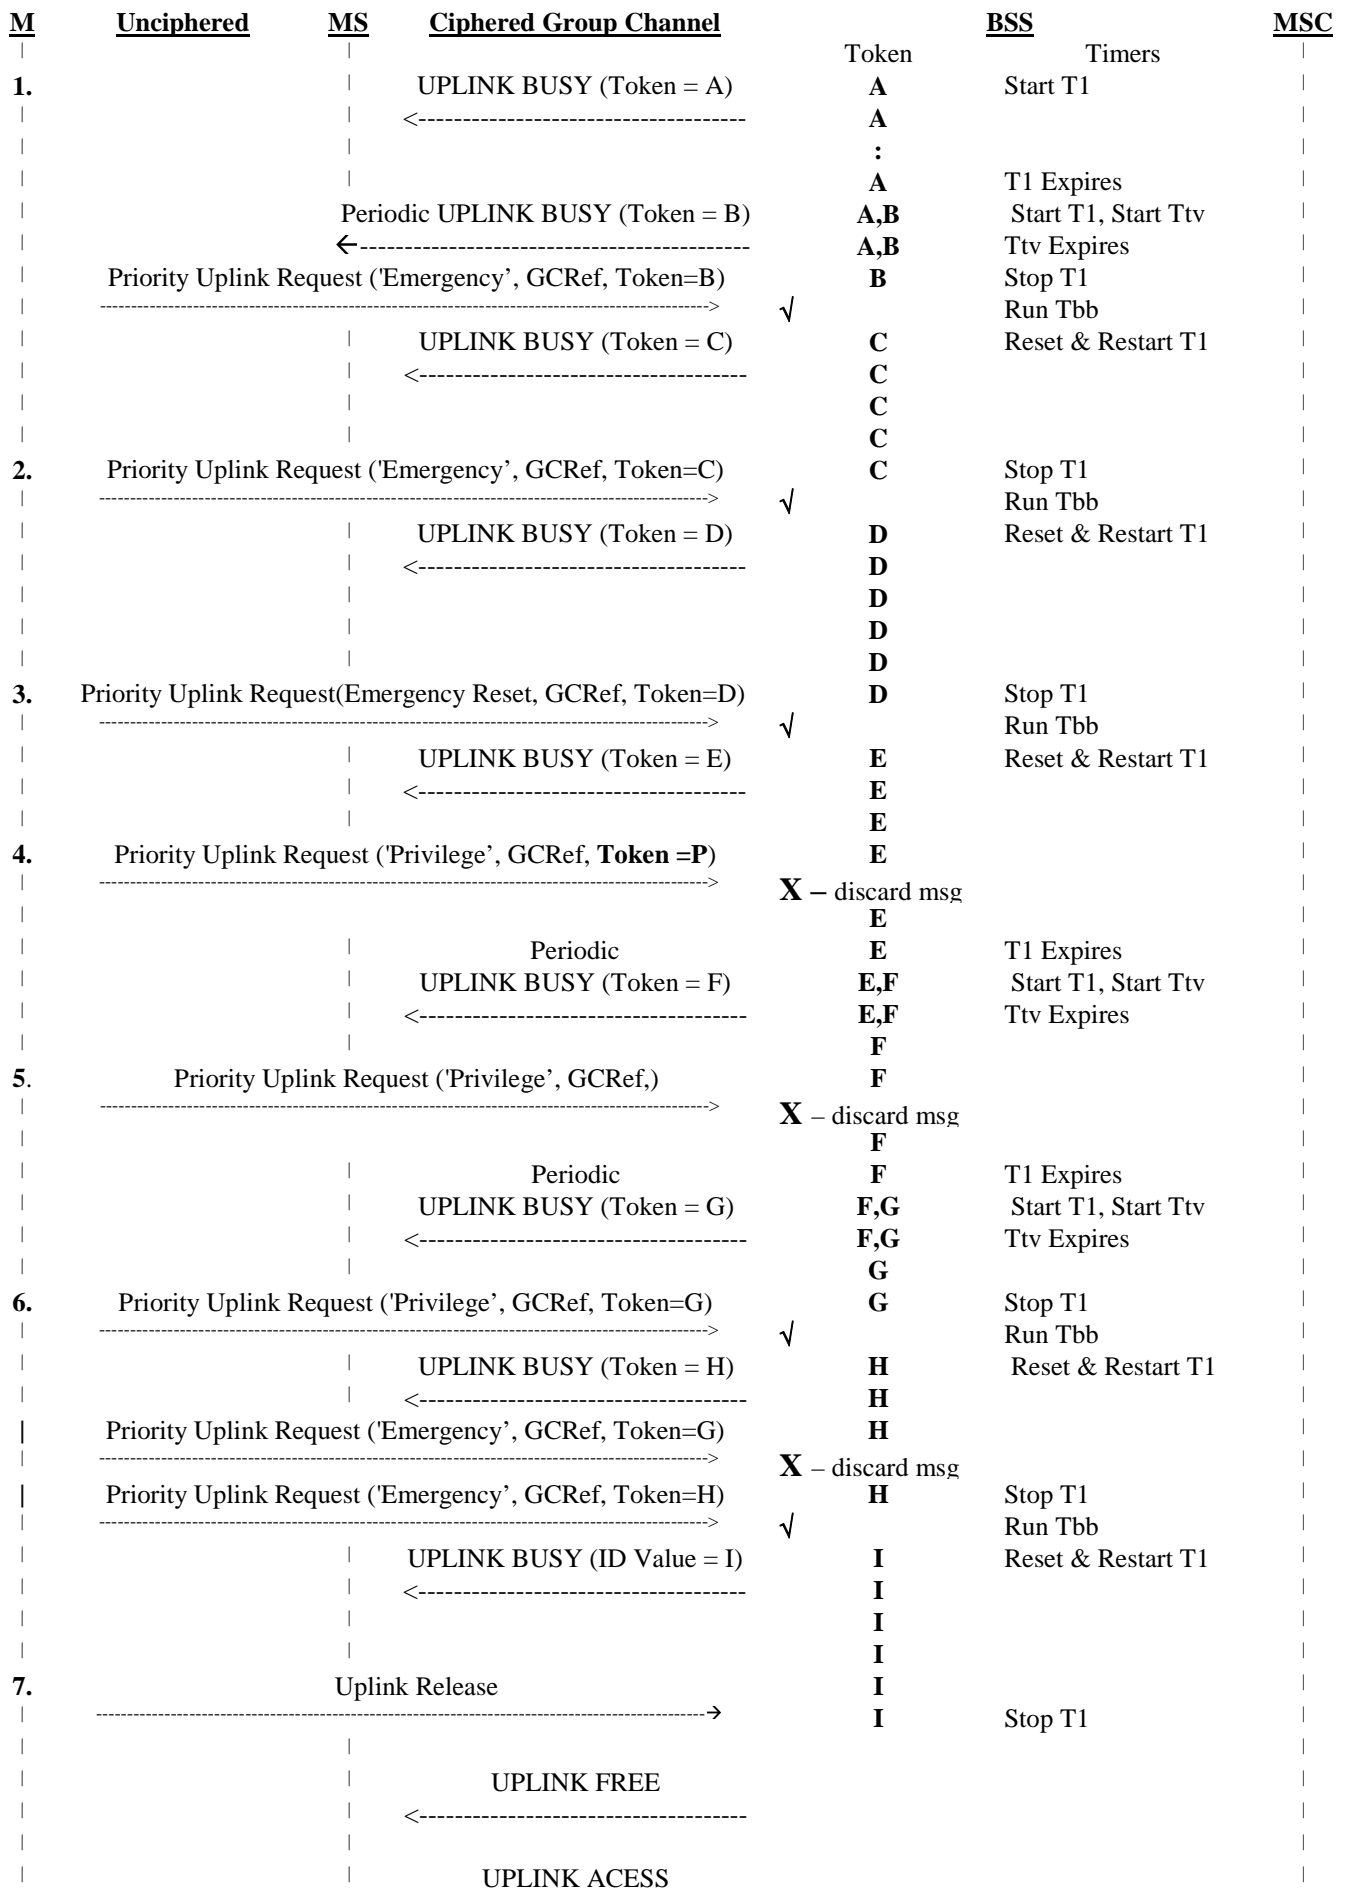 M Unciphered MS Ciphered Group Channel BSS MSC
Token Timers
1. UPLINK BUSY (Token = A) A Start T1
A
:
A T1 Expires
Periodic UPLINK BUSY (Token = B) A,B Start T1, Start Ttv
A,B Ttv Expires
Priority Uplink Request ('Emergency’, GCRef, Token=B) B Stop T1
√ Run Tbb
UPLINK BUSY (Token = C) C Reset & Restart T1
C
C
C
2. Priority Uplink Request ('Emergency’, GCRef, Token=C) C Stop T1
√ Run Tbb
UPLINK BUSY (Token = D) D Reset & Restart T1
D
D
D
D
3. Priority Uplink Request(Emergency Reset, GCRef, Token=D) D Stop T1
√ Run Tbb
UPLINK BUSY (Token = E) E Reset & Restart T1
E
E
4. Priority Uplink Request ('Privilege’, GCRef, Token =P) E
X – discard msg
E
Periodic E T1 Expires
UPLINK BUSY (Token = F) E,F Start T1, Start Ttv
E,F Ttv Expires
F
5. Priority Uplink Request ('Privilege’, GCRef,) F
X – discard msg
F
Periodic F T1 Expires
UPLINK BUSY (Token = G) F,G Start T1, Start Ttv
F,G Ttv Expires
G
6. Priority Uplink Request ('Privilege’, GCRef, Token=G) G Stop T1
√ Run Tbb
UPLINK BUSY (Token = H) H Reset & Restart T1
H
Priority Uplink Request ('Emergency’, GCRef, Token=G) H
X – discard msg
Priority Uplink Request ('Emergency’, GCRef, Token=H) H Stop T1
√ Run Tbb
UPLINK BUSY (ID Value = I) I Reset & Restart T1
I
I
I
7. Uplink Release I
I Stop T1
UPLINK FREE
UPLINK ACESS